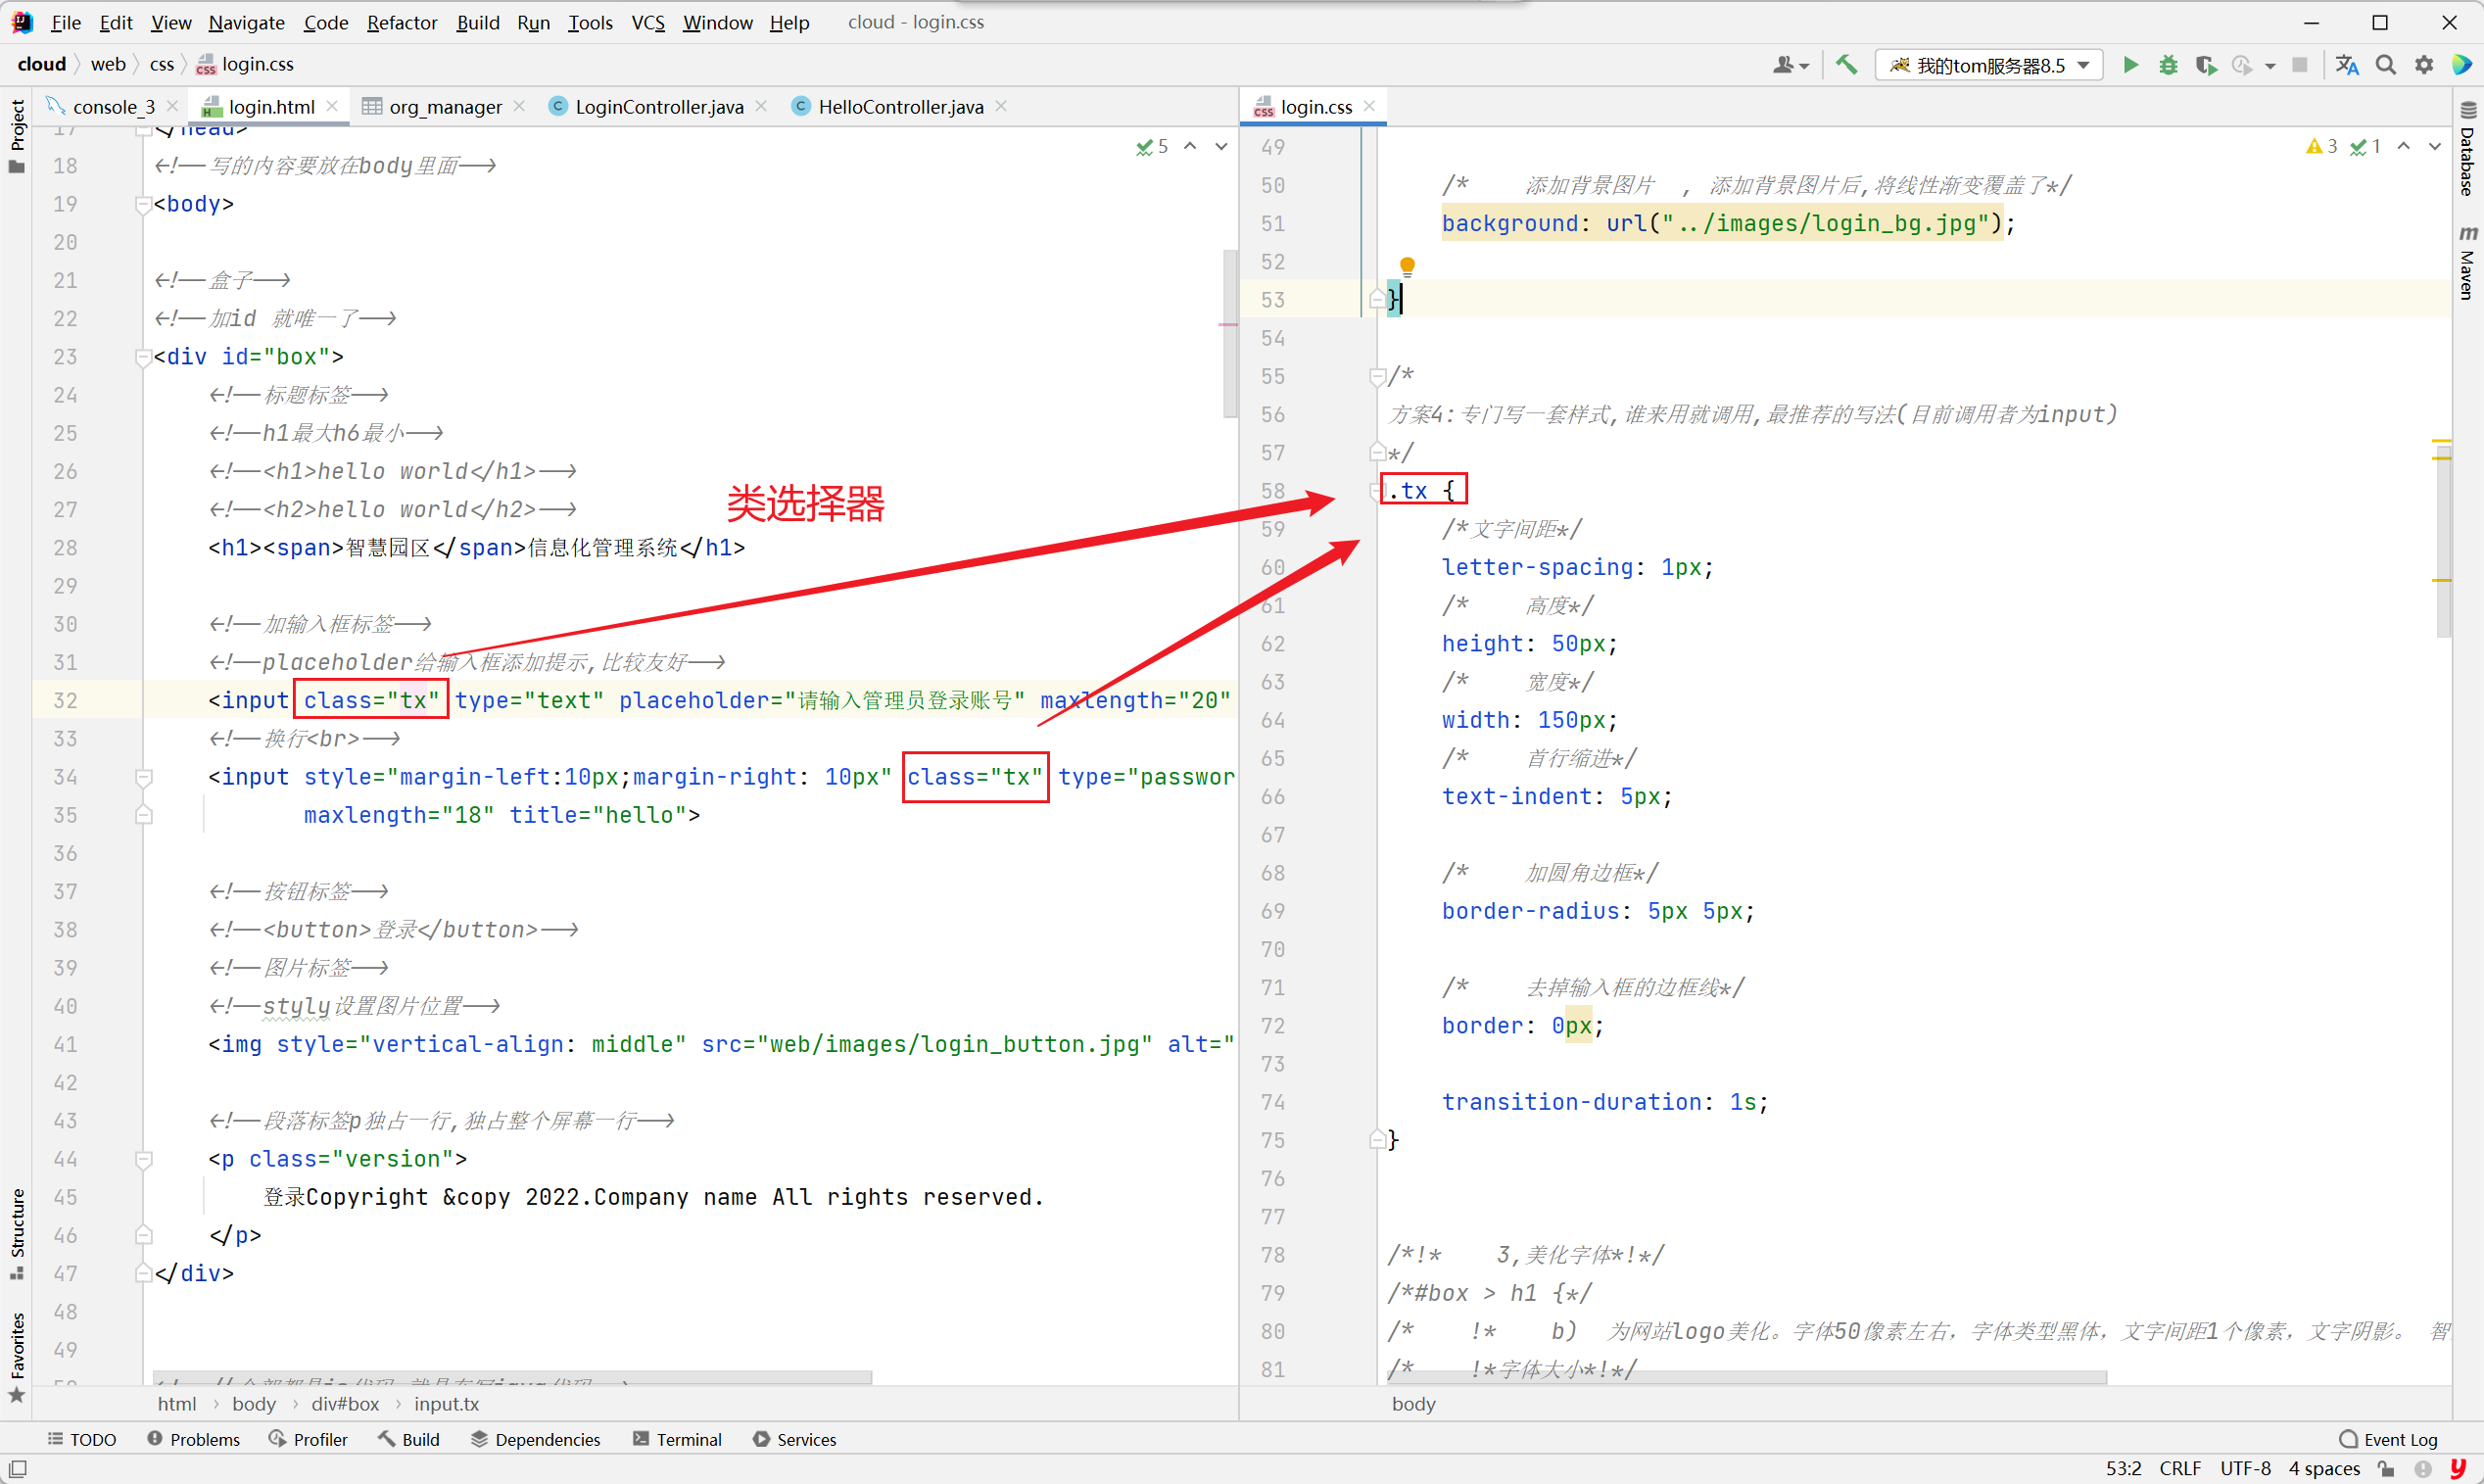 File Edit View Navigate Code Refactor Build Run Tools VCS Window Help cloud - login.css
cloud web css login.css 我的tom服务器8.5
console_3 login.html org_manager LoginController.java HelloController.java
login.css
Project
Structure
Favorites
Database
Maven
17 </head>
18 <!--写的内容要放在body里面-->
19 <body>
20
21 <!--盒子-->
22 <!--加id 就唯一了-->
23 <div id="box">
24 <!--标题标签-->
25 <!--h1最大h6最小-->
26 <!--<h1>hello world</h1>-->
27 <!--<h2>hello world</h2>-->
28 <h1><span>智慧园区</span>信息化管理系统</h1>
29
30 <!--加输入框标签-->
31 <!--placeholder给输入框添加提示,比较友好-->
32 <input class="tx" type="text" placeholder="请输入管理员登录账号" maxlength="20"
33 <!--换行<br>-->
34 <input style="margin-left:10px;margin-right: 10px" class="tx" type="passwor
35 maxlength="18" title="hello">
36
37 <!--按钮标签-->
38 <!--<button>登录</button>-->
39 <!--图片标签-->
40 <!--styly设置图片位置-->
41 <img style="vertical-align: middle" src="web/images/login_button.jpg" alt="
42
43 <!--段落标签p独占一行,独占整个屏幕一行-->
44 <p class="version">
45 登录Copyright &copy 2022.Company name All rights reserved.
46 </p>
47 </div>
48
49
5
类选择器
3 1
49
50 /* 添加背景图片 , 添加背景图片后,将线性渐变覆盖了*/
51 background: url("../images/login_bg.jpg");
52
53 }
54
55 /*
56 方案4:专门写一套样式,谁来用就调用,最推荐的写法(目前调用者为input)
57 */
58 .tx {
59 /*文字间距*/
60 letter-spacing: 1px;
61 /* 高度*/
62 height: 50px;
63 /* 宽度*/
64 width: 150px;
65 /* 首行缩进*/
66 text-indent: 5px;
67
68 /* 加圆角边框*/
69 border-radius: 5px 5px;
70
71 /* 去掉输入框的边框线*/
72 border: 0px;
73
74 transition-duration: 1s;
75 }
76
77
78 /*!* 3,美化字体*!*/
79 /*#box > h1 {*/
80 /* !* b) 为网站logo美化。字体50像素左右，字体类型黑体，文字间距1个像素，文字阴影。 智
81 /* !*字体大小*!*/
html › body › div#box › input.tx
body
TODO Problems Profiler Build Dependencies Terminal Services Event Log
53:2 CRLF UTF-8 4 spaces